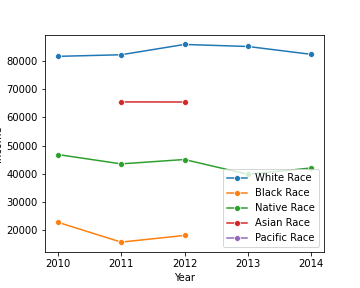 80000
70000
60000
50000
40000
30000
20000
2010
2011
2012
2013
2014
Year
White Race
Black Race
Native Race
Asian Race
Pacific Race